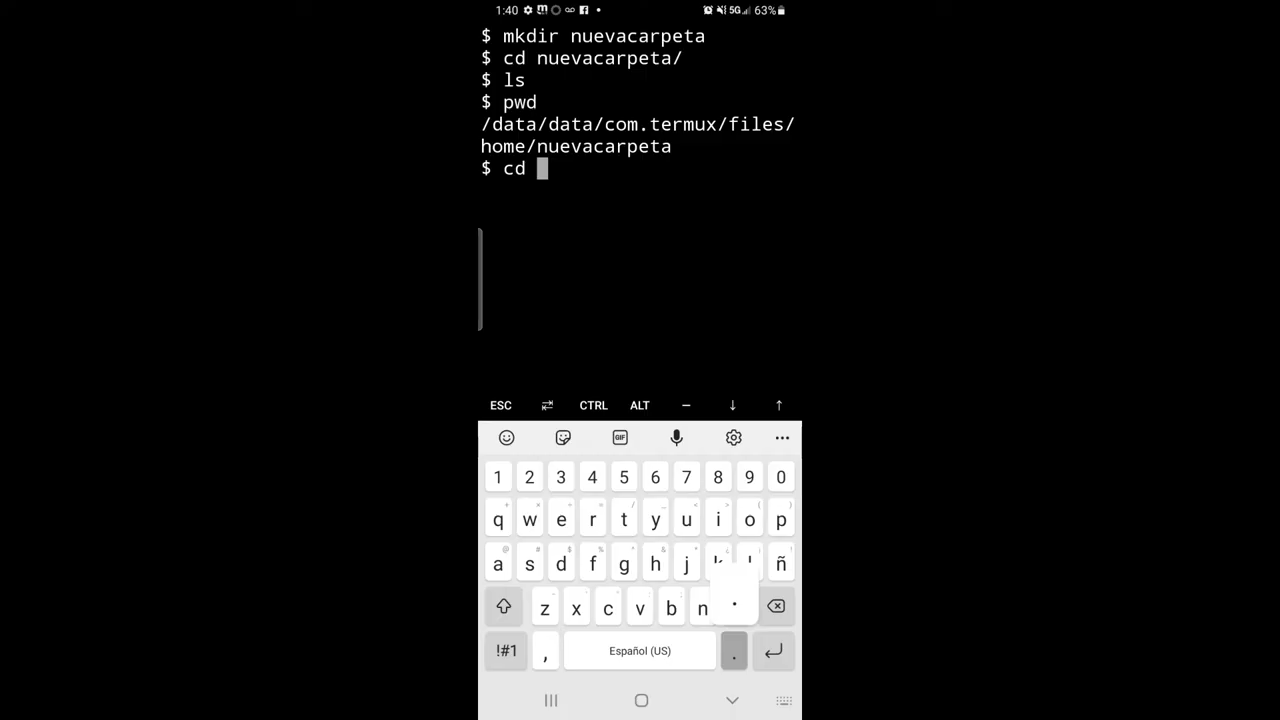 1:40 5G 63%
$ mkdir nuevacarpeta
$ cd nuevacarpeta/
$ ls
$ pwd
/data/data/com.termux/files/
home/nuevacarpeta
$ cd
ESC CTRL ALT – ↓ ↑
GIF
1 2 3 4 5 6 7 8 9 0
q w e r t y u i o p
a s d f g h j k l ñ
z x c v b n .
!#1 , Español (US) .